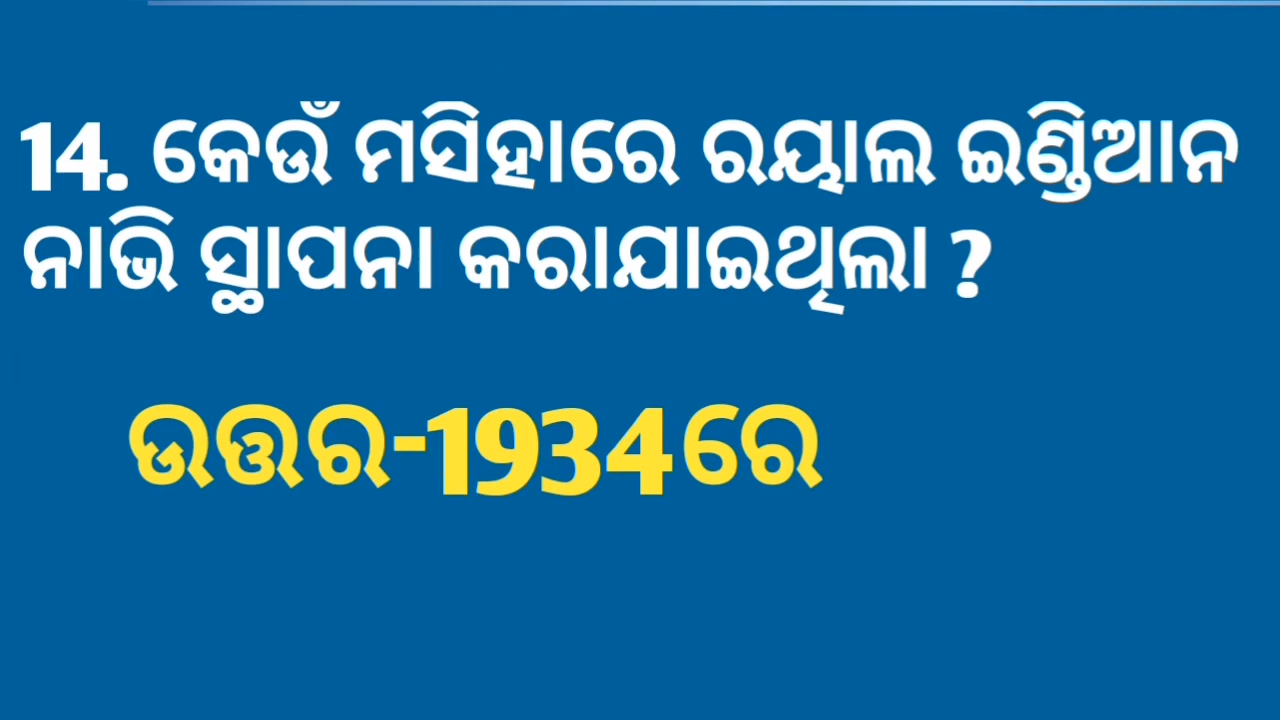 14. କେଉଁ ମସିହାରେ ରୟାଲ ଇଣ୍ଡିଆନ
ନାଭି ସ୍ଥାପନା କରାଯାଇଥିଲା ?
ଉତ୍ତର-1934ରେ